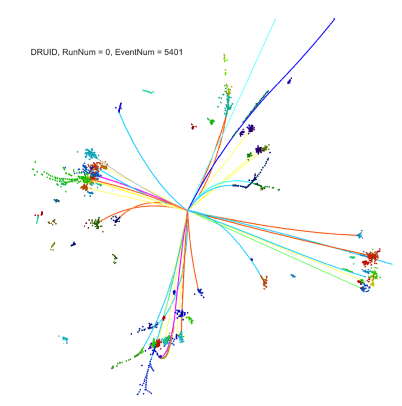 DRUID, RunNum = 0, EventNum = 5401